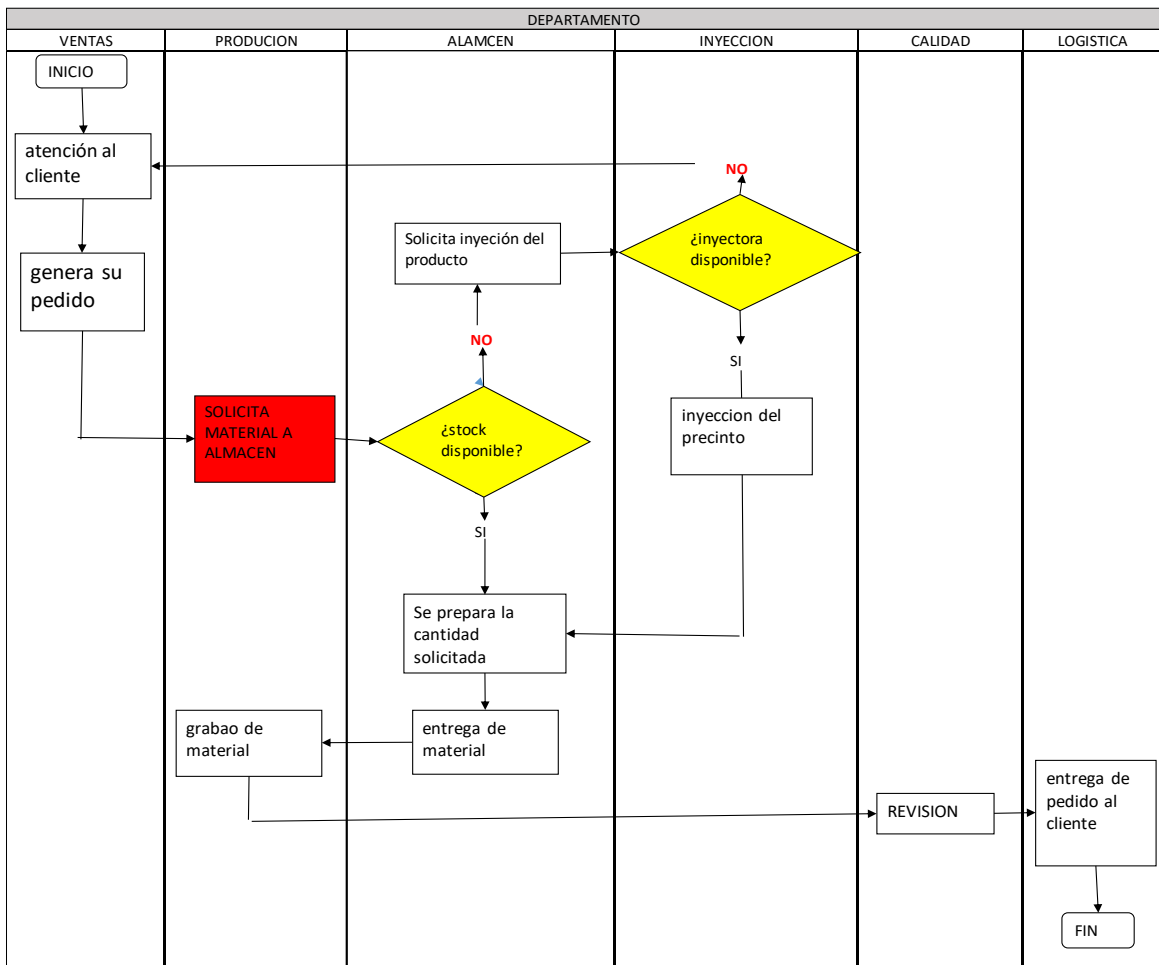 DEPARTAMENTO
VENTAS
PRODUCION
ALAMCEN
INYECCION
CALIDAD
LOGISTICA
INICIO
atención al
cliente
NO
Solicita inyeción del
producto
¿inyectora
disponible?
genera su
pedido
NO
SI
SOLICITA
MATERIAL A
ALMACEN
¿stock
disponible?
inyeccion del
precinto
SI
Se prepara la
cantidad
solicitada
grabao de
material
entrega de
material
REVISION
entrega de
pedido al
cliente
FIN